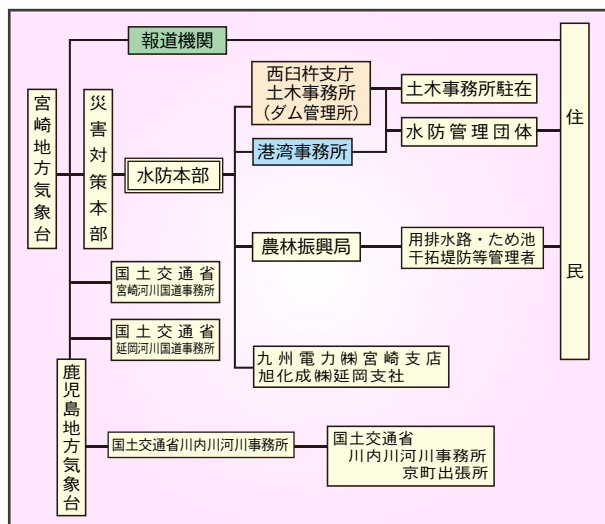 報道機関
宮崎地方気象台
災害対策本部
水防本部
西臼杵支庁
土木事務所
（ダム管理所）
港湾事務所
土木事務所駐在
水防管理団体
住民
農林振興局
用排水路・ため池
干拓堤防等管理者
国土交通省
宮崎河川国道事務所
国土交通省
延岡河川国道事務所
九州電力㈱宮崎支店
旭化成㈱延岡支社
鹿児島地方気象台
国土交通省川内川河川事務所
国土交通省
川内川河川事務所
京町出張所